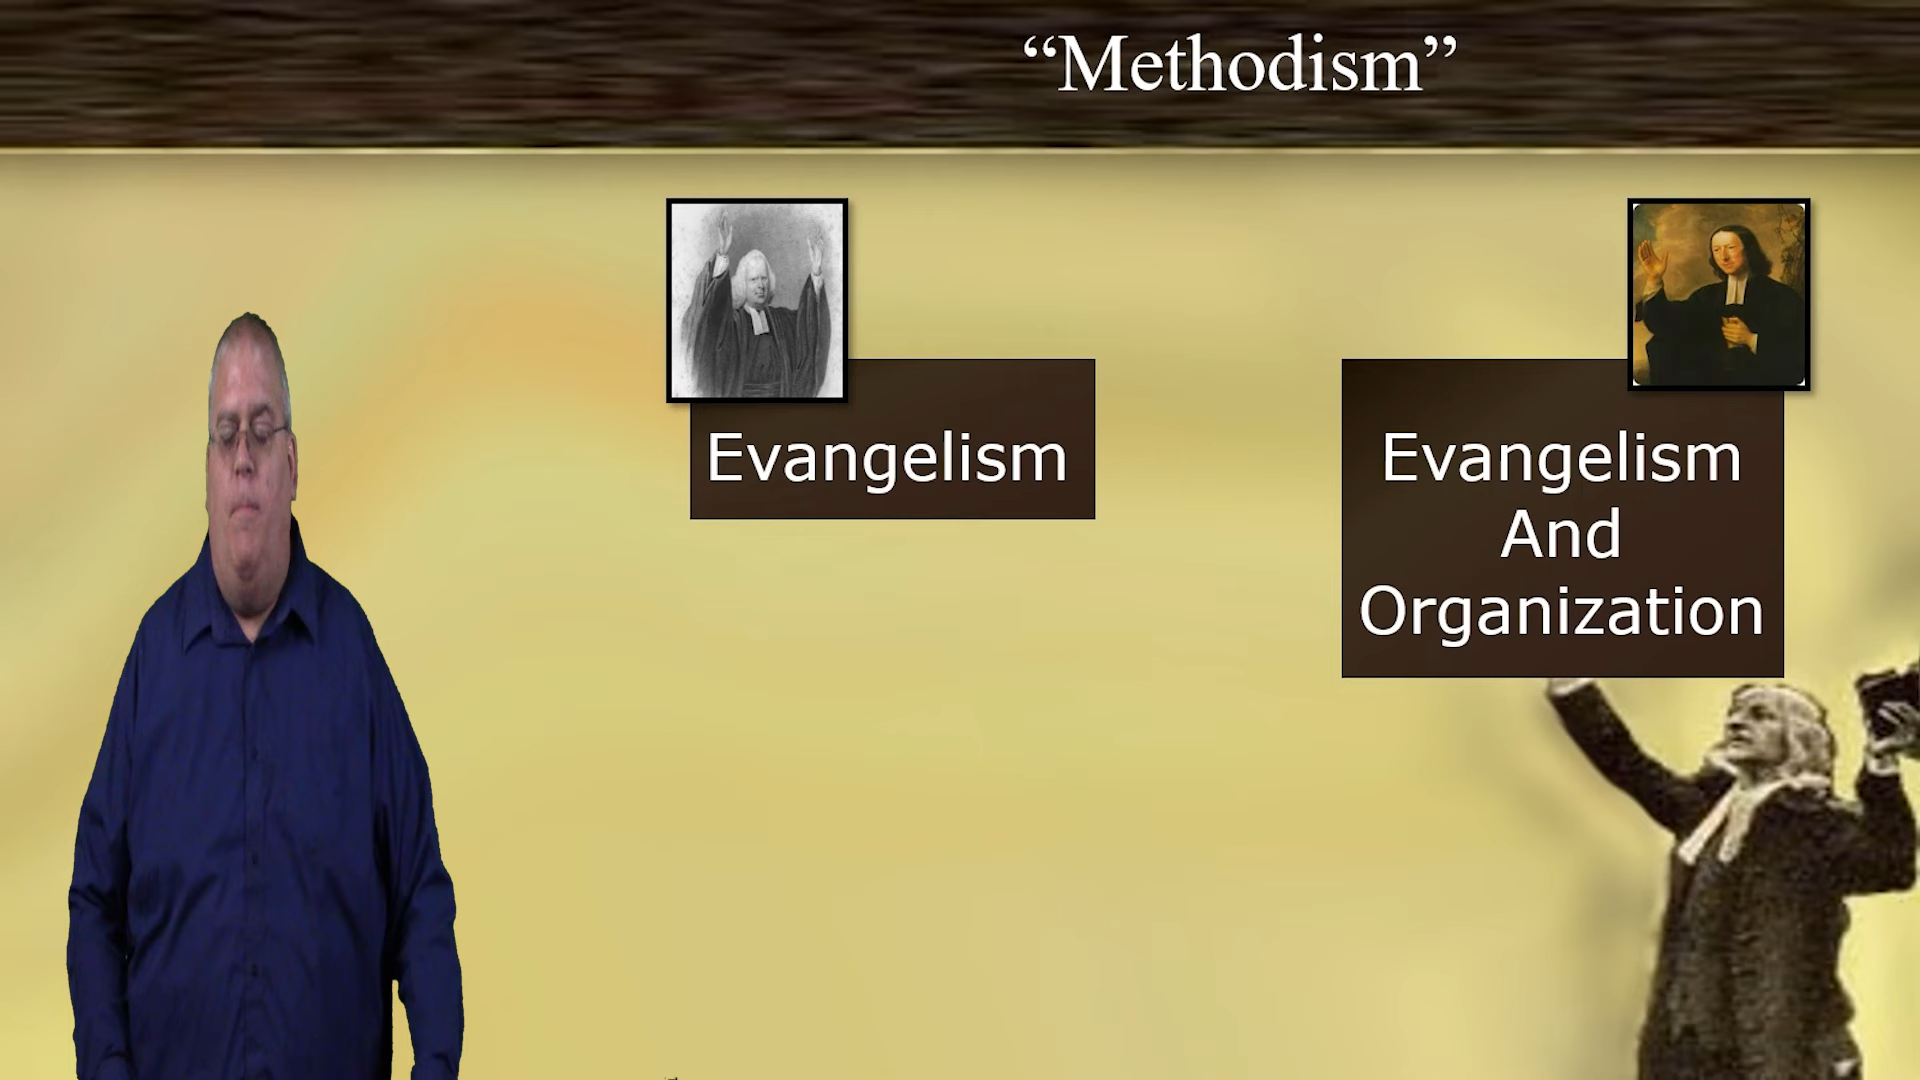 “Methodism”
Evangelism
Evangelism
And
Organization